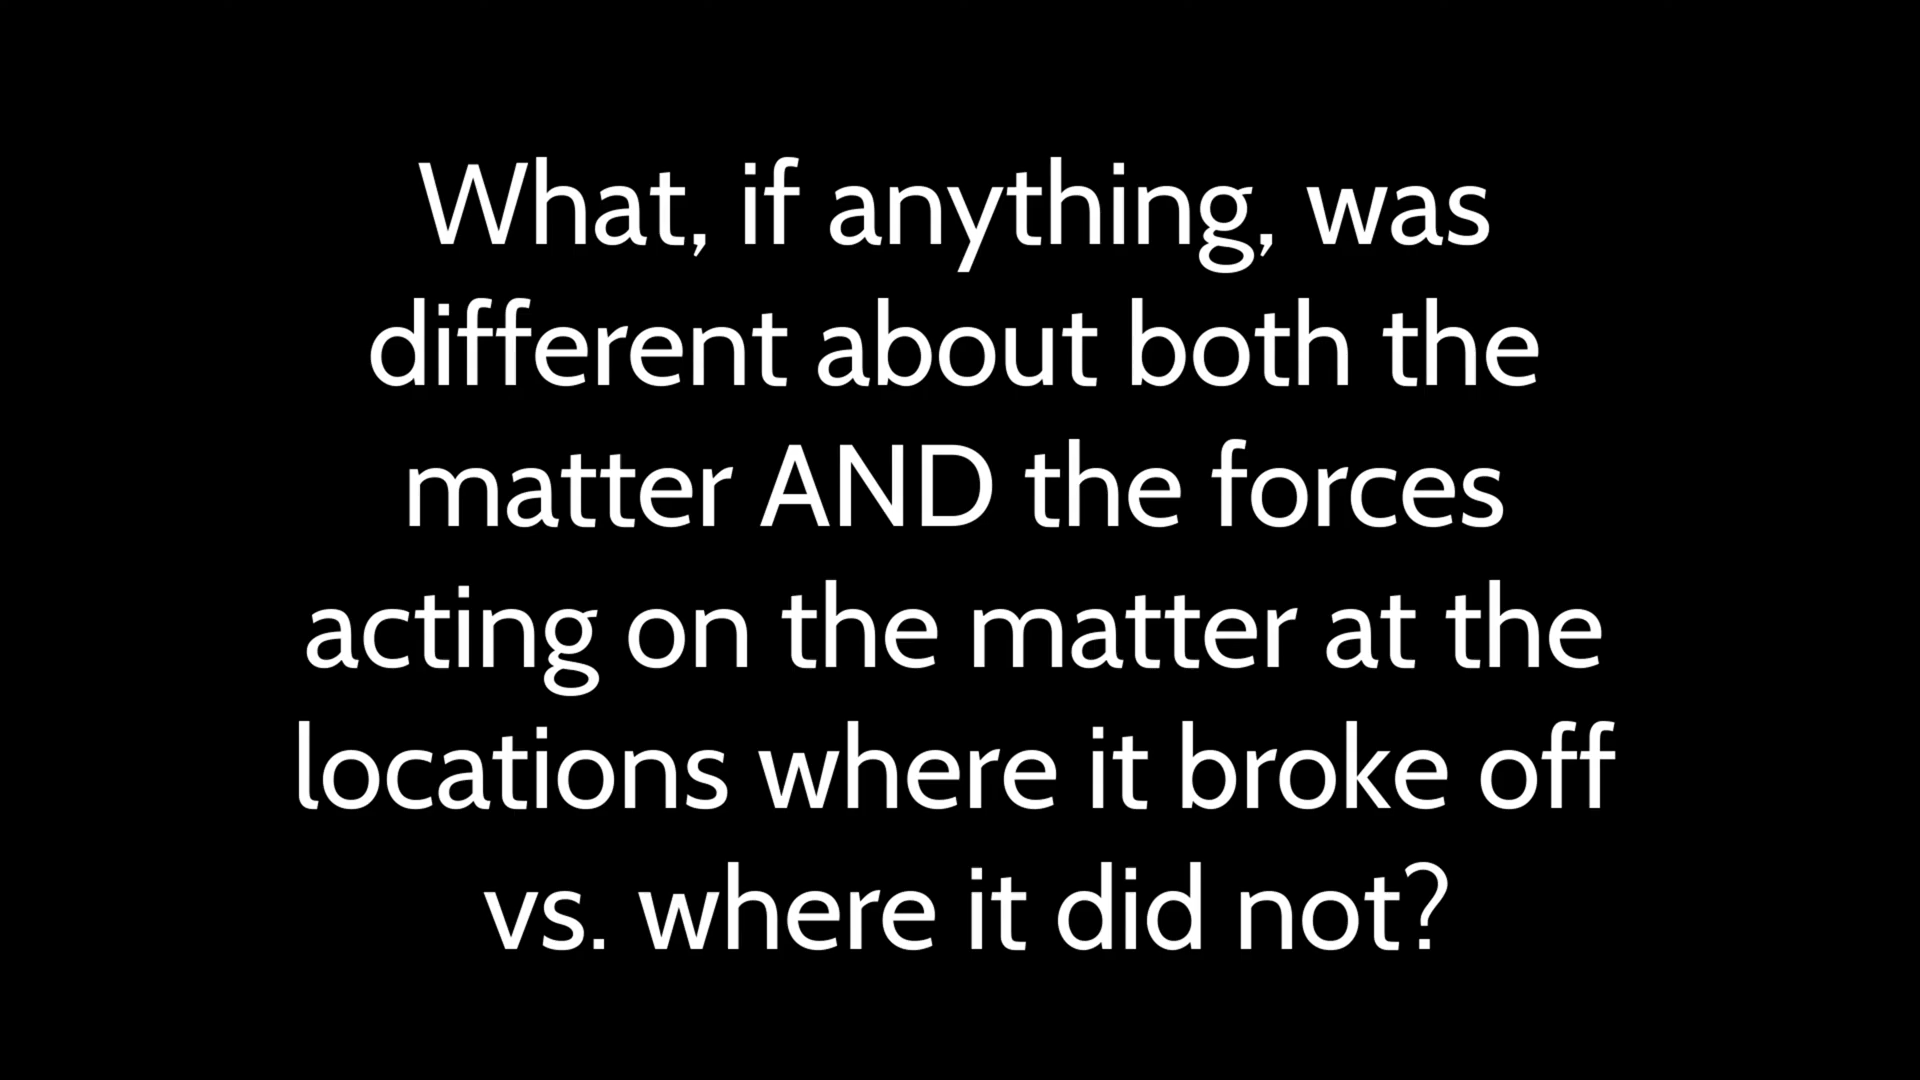 What, if anything, was
different about both the
matter AND the forces
acting on the matter at the
locations where it broke off
vs. where it did not?